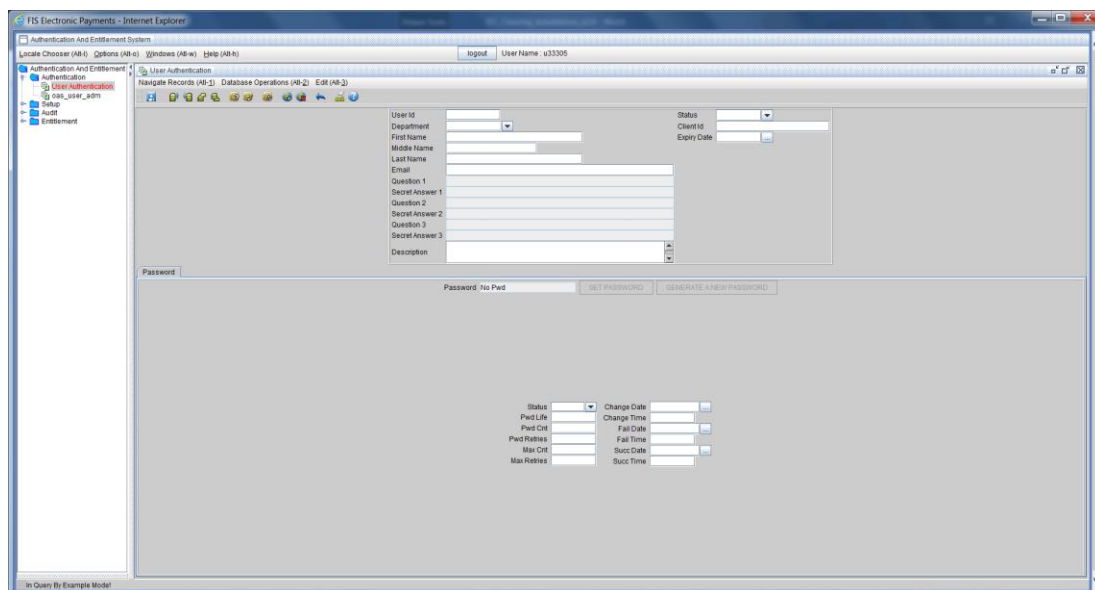 FIS Electronic Payments - Internet Explorer
Authentication And Entitlement System
Locale Chooser (Alt-l) Options (Alt-o) Windows (Alt-w) Help (Alt-h) logout User Name : u33305
Authentication And Entitlement
Authentication
User Authentication
oas_user_adm
Setup
Audit
Entitlement
User Authentication
Navigate Records (Alt-1) Database Operations (Alt-2) Edit (Alt-3)
User Id Status
Department Client Id
First Name Expiry Date
Middle Name
Last Name
Email
Question 1
Secret Answer 1
Question 2
Secret Answer 2
Question 3
Secret Answer 3
Description
Password
Password No Pwd SET PASSWORD GENERATE A NEW PASSWORD
Status Change Date
Pwd Life Change Time
Pwd Cnt Fail Date
Pwd Retries Fail Time
Max Cnt Succ Date
Max Retries Succ Time
In Query By Example Mode!